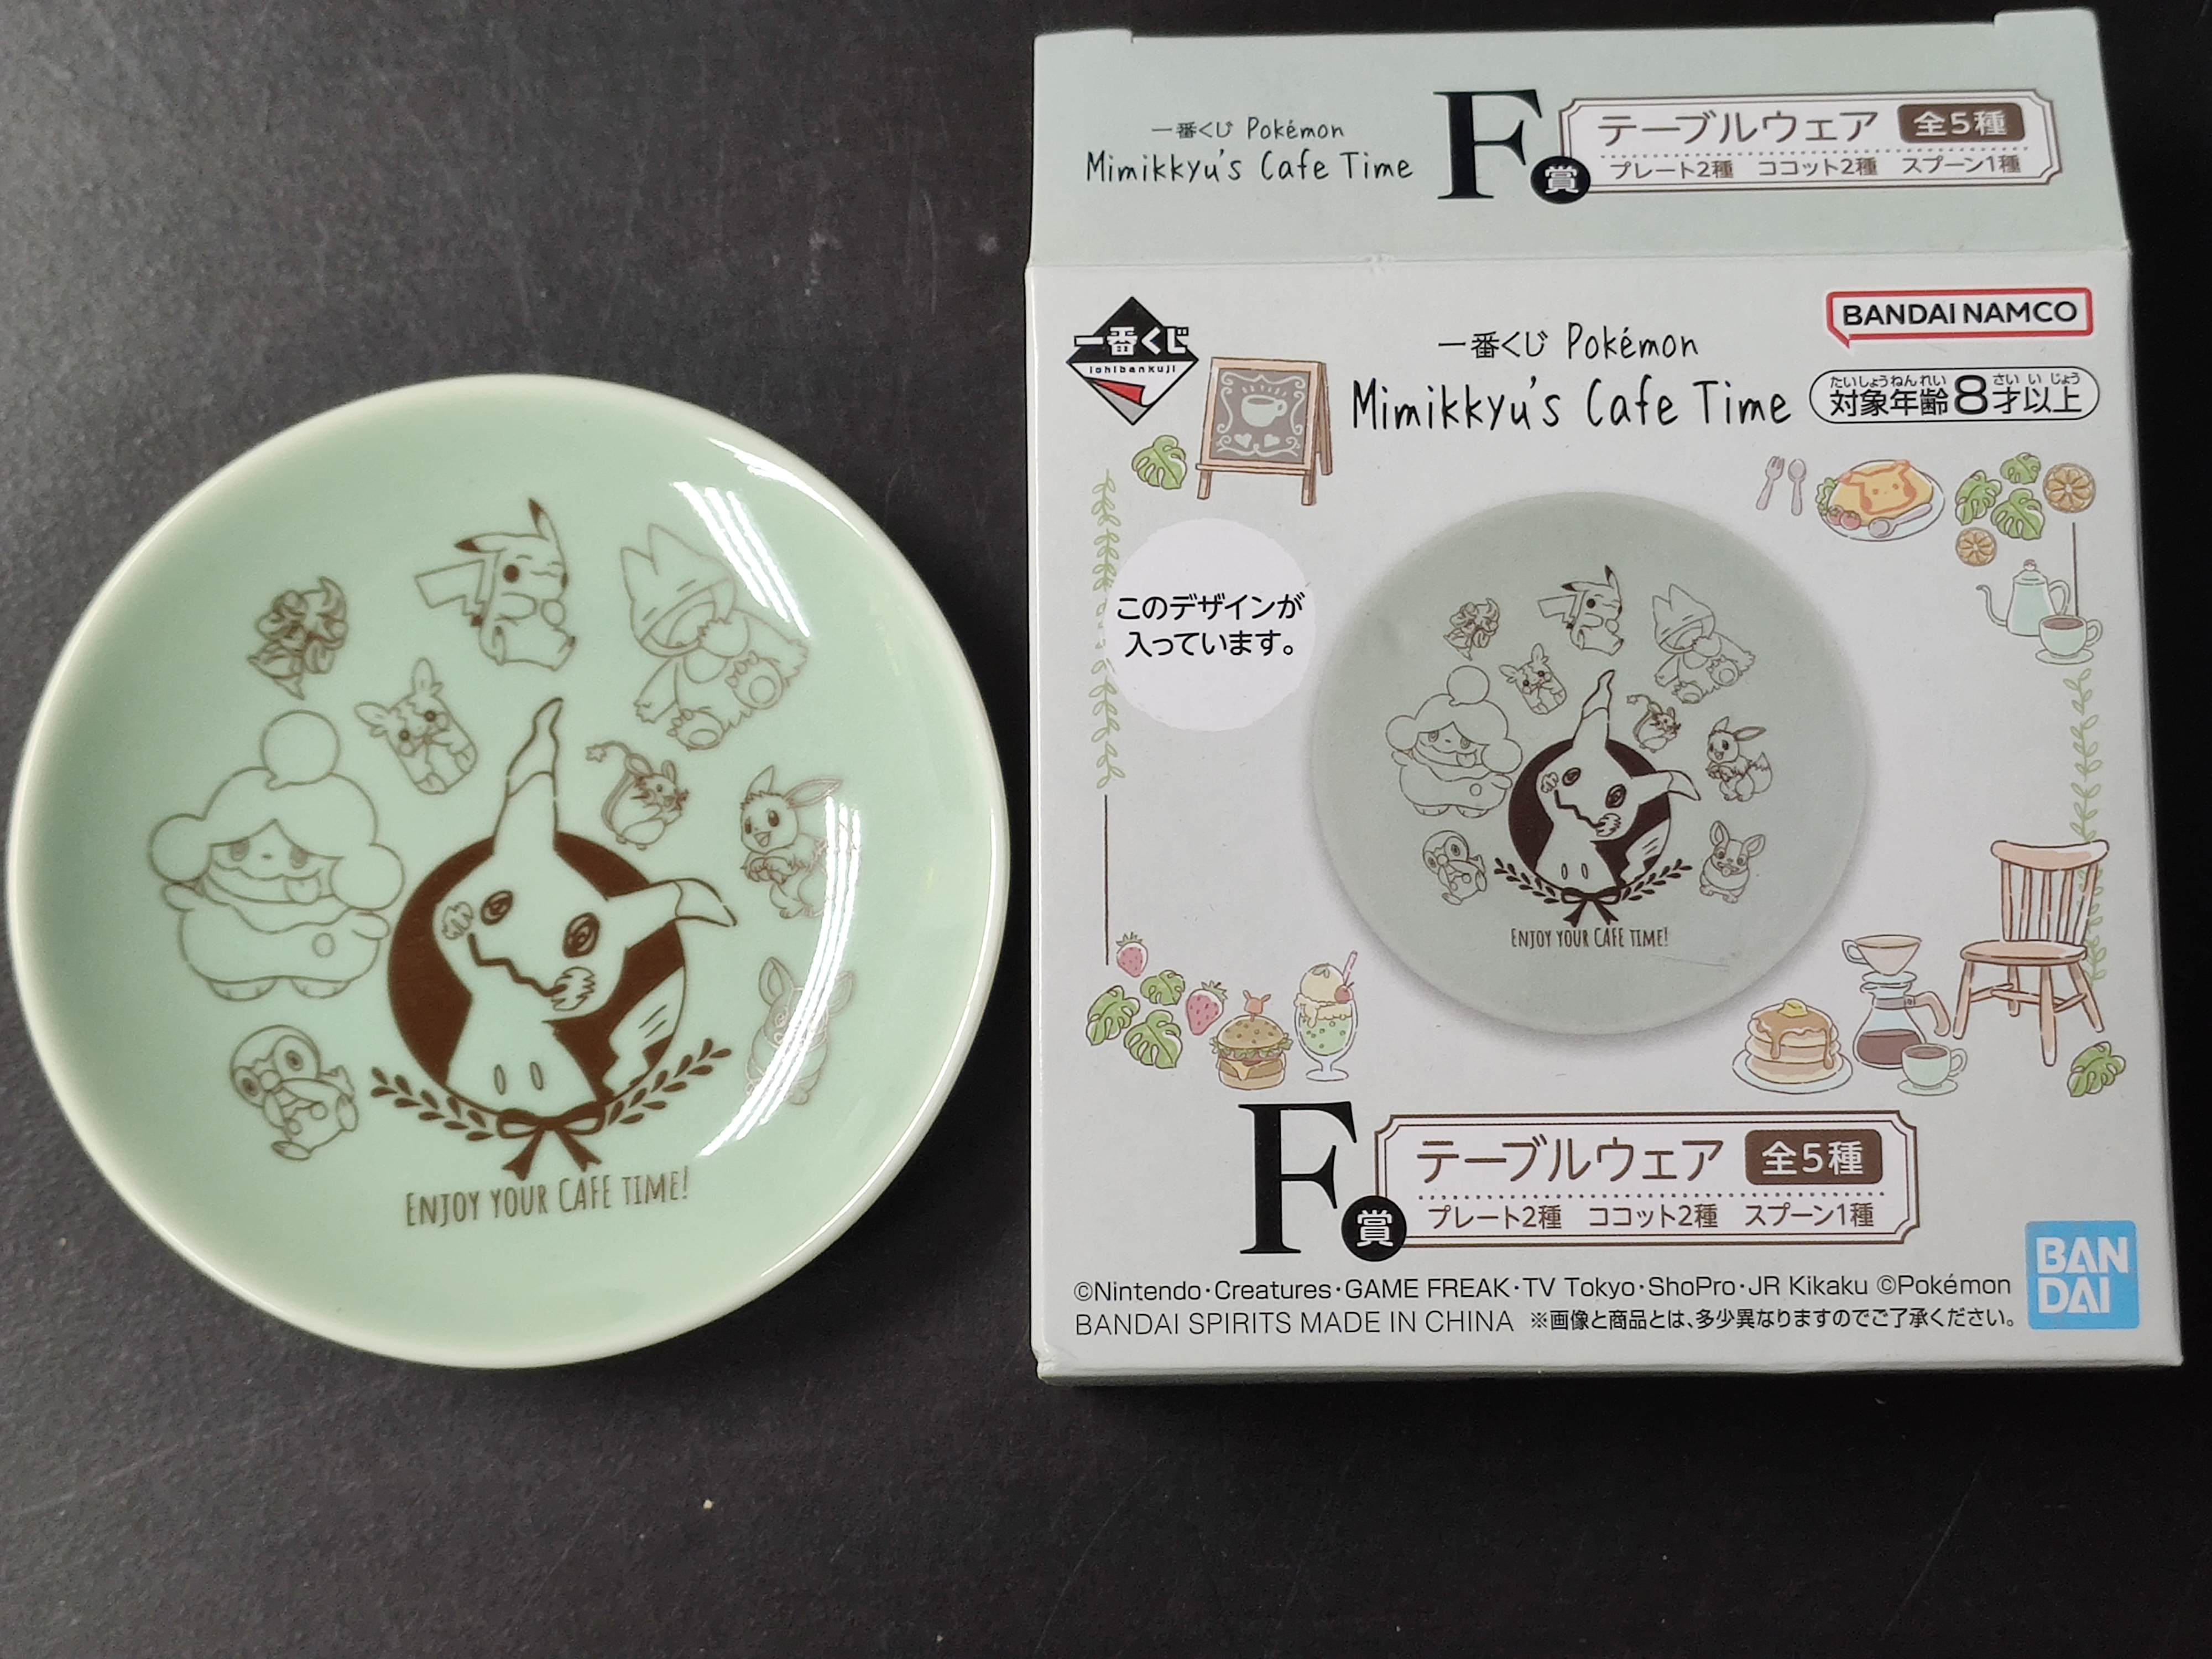 ENJOY YOUR CAFE TIME!
一番くじ Pokémon
Mimikkyu's Cafe Time
F賞
テーブルウェア 全5種
プレート2種 ココット2種 スプーン1種
一番くじ
ichibankuji
一番くじ Pokémon
Mimikkyu's Cafe Time
BANDAI NAMCO
たいしょうねんれい さい い じょう
対象年齢8才以上
このデザインが
入っています。
ENJOY YOUR CAFE TIME!
F賞
テーブルウェア 全5種
プレート2種 ココット2種 スプーン1種
©Nintendo・Creatures・GAME FREAK・TV Tokyo・ShoPro・JR Kikaku ©Pokémon
BANDAI SPIRITS MADE IN CHINA ※画像と商品とは、多少異なりますのでご了承ください。
BAN
DAI